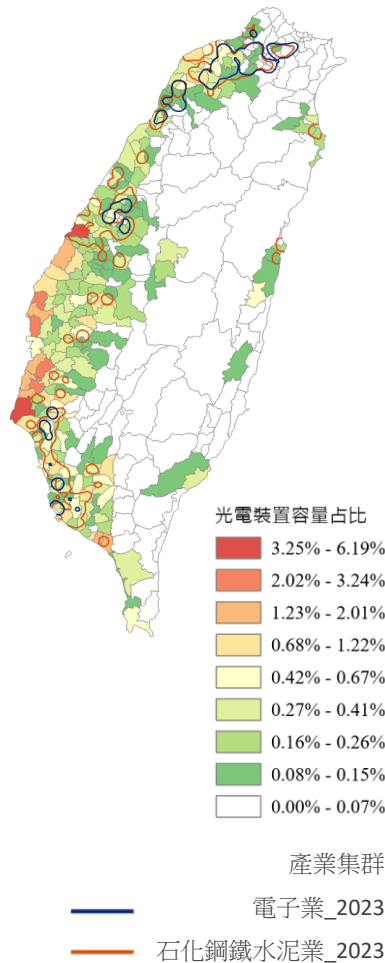 光電裝置容量占比
3.25% - 6.19%
2.02% - 3.24%
1.23% - 2.01%
0.68% - 1.22%
0.42% - 0.67%
0.27% - 0.41%
0.16% - 0.26%
0.08% - 0.15%
0.00% - 0.07%
產業集群
電子業_2023
石化鋼鐵水泥業_2023